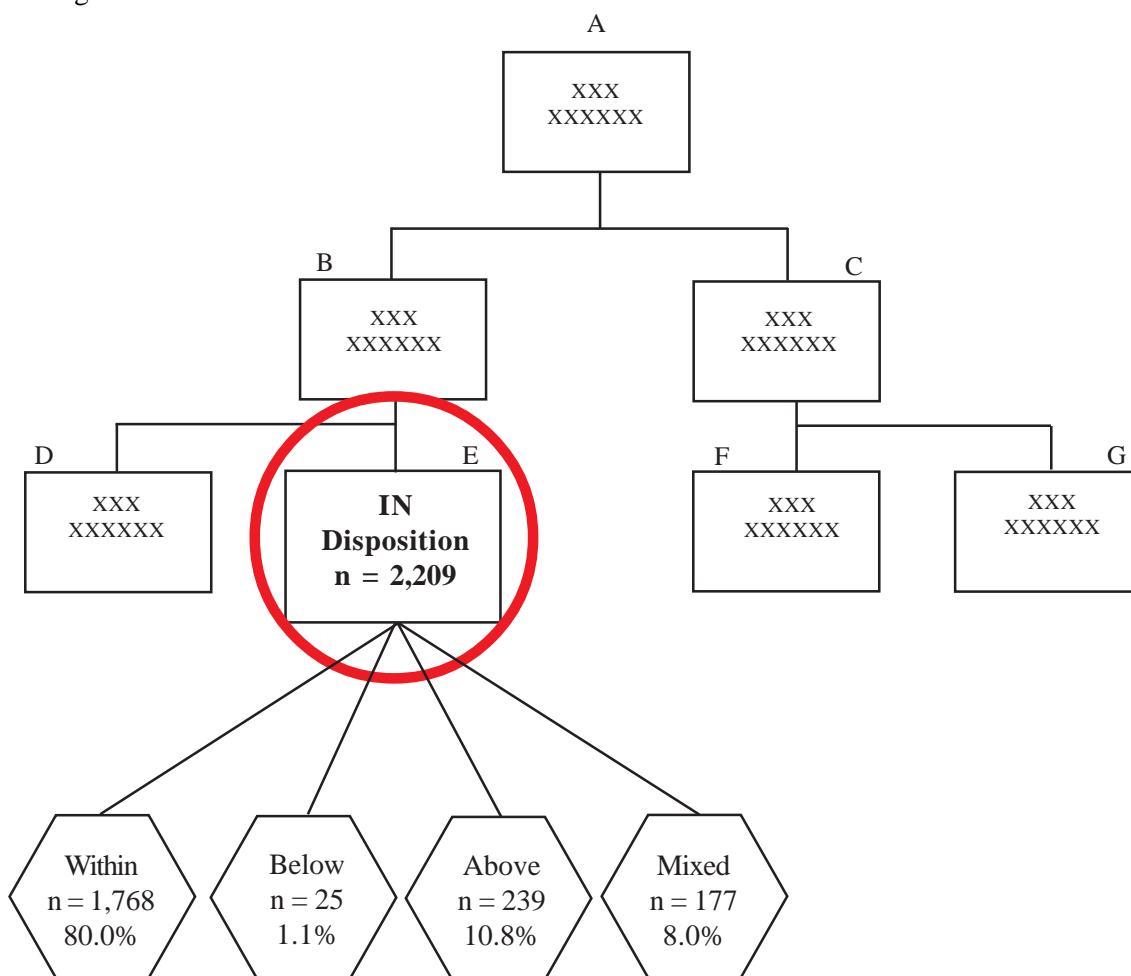 A
XXX
XXXXXX
B
C
XXX
XXXXXX
XXX
XXXXXX
D
E
F
G
XXX
XXXXXX
IN
Disposition
n = 2,209
XXX
XXXXXX
XXX
XXXXXX
Within
n = 1,768
80.0%
Below
n = 25
1.1%
Above
n = 239
10.8%
Mixed
n = 177
8.0%